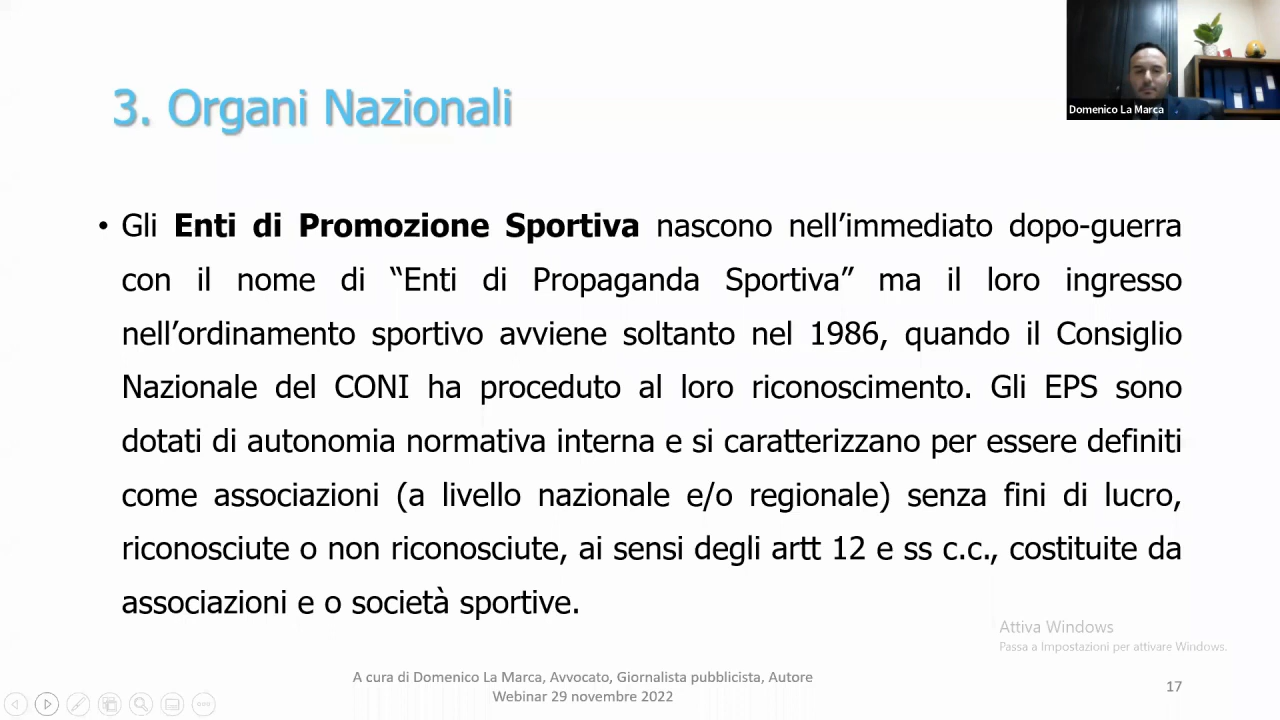 Domenico La Marca
3. Organi Nazionali
• Gli Enti di Promozione Sportiva nascono nell’immediato dopo-guerra
con il nome di “Enti di Propaganda Sportiva” ma il loro ingresso
nell’ordinamento sportivo avviene soltanto nel 1986, quando il Consiglio
Nazionale del CONI ha proceduto al loro riconoscimento. Gli EPS sono
dotati di autonomia normativa interna e si caratterizzano per essere definiti
come associazioni (a livello nazionale e/o regionale) senza fini di lucro,
riconosciute o non riconosciute, ai sensi degli artt 12 e ss c.c., costituite da
associazioni e o società sportive.
Attiva Windows
Passa a Impostazioni per attivare Windows.
A cura di Domenico La Marca, Avvocato, Giornalista pubblicista, Autore
Webinar 29 novembre 2022
17